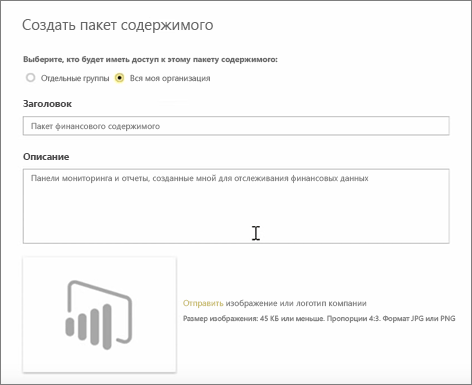 Создать пакет содержимого
Выберите, кто будет иметь доступ к этому пакету содержимого:
Отдельные группы Вся моя организация
Заголовок
Пакет финансового содержимого
Описание
Панели мониторинга и отчеты, созданные мной для отслеживания финансовых данных
Отправить изображение или логотип компании
Размер изображения: 45 КБ или меньше. Пропорции 4:3. Формат JPG или PNG